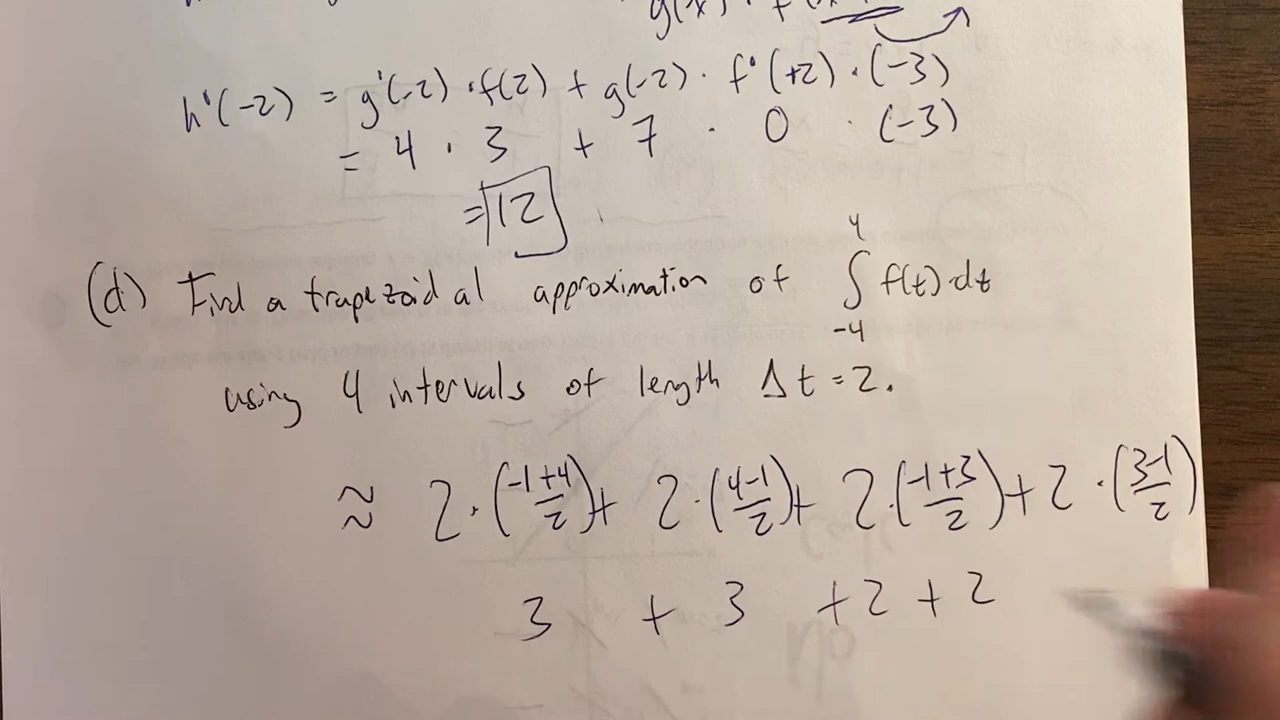 g(x) · f
h'(-2) = g'(-2) · f(2) + g(-2) · f'(+2) · (-3)
= 4 · 3 + 7 · 0 · (-3)
= 12
(d) Find a trapezoidal approximation of ∫_{-4}^{4} f(t) dt
using 4 intervals of length Δt = 2.
≈ 2 · (-1+4/2) + 2 · (4-1/2) + 2 · (-1+3/2) + 2 · (3-1/2)
3 + 3 + 2 + 2